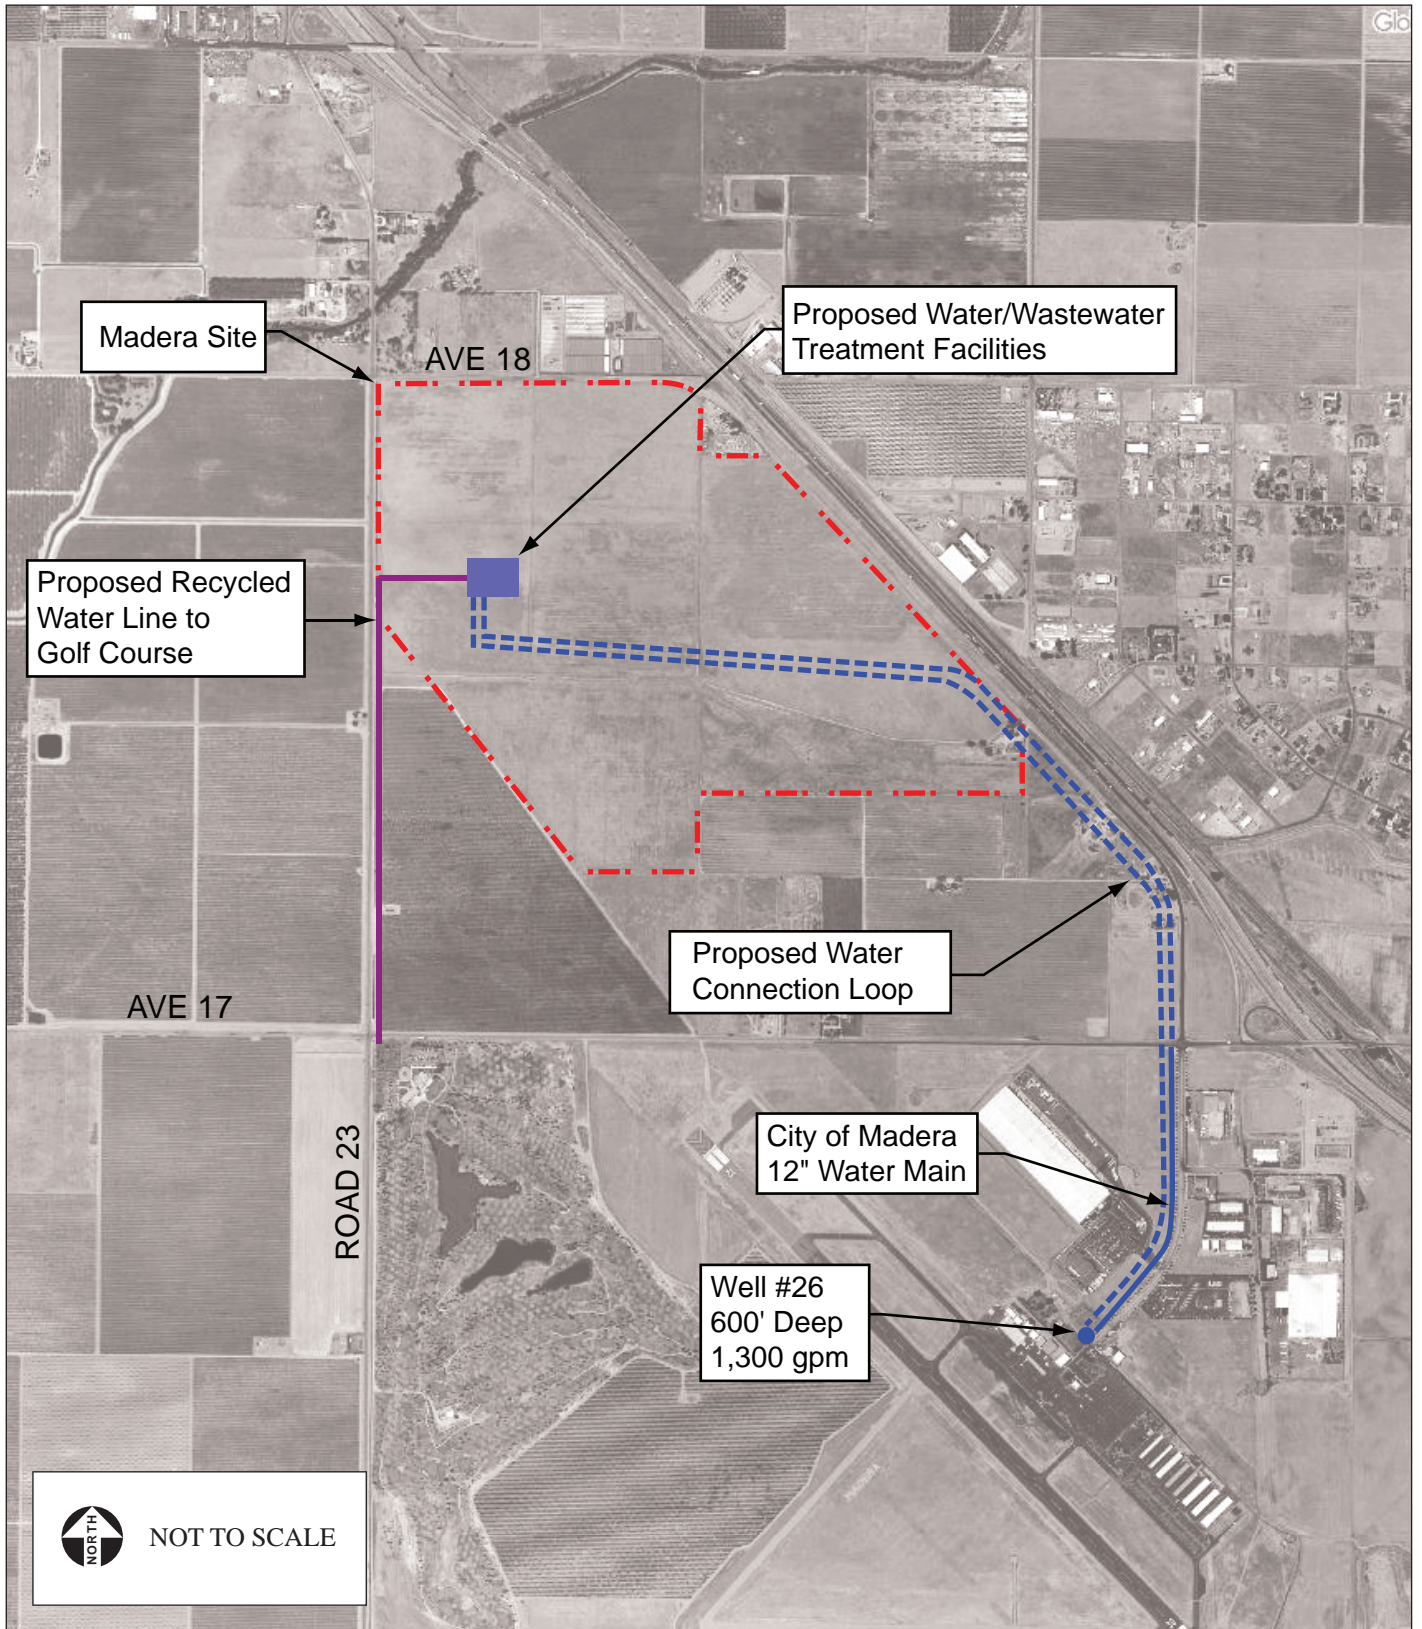 Glo
Madera Site
AVE 18
Proposed Water/Wastewater
Treatment Facilities
Proposed Recycled
Water Line to
Golf Course
Proposed Water
Connection Loop
AVE 17
ROAD 23
City of Madera
12" Water Main
Well #26
600' Deep
1,300 gpm
NORTH
NOT TO SCALE